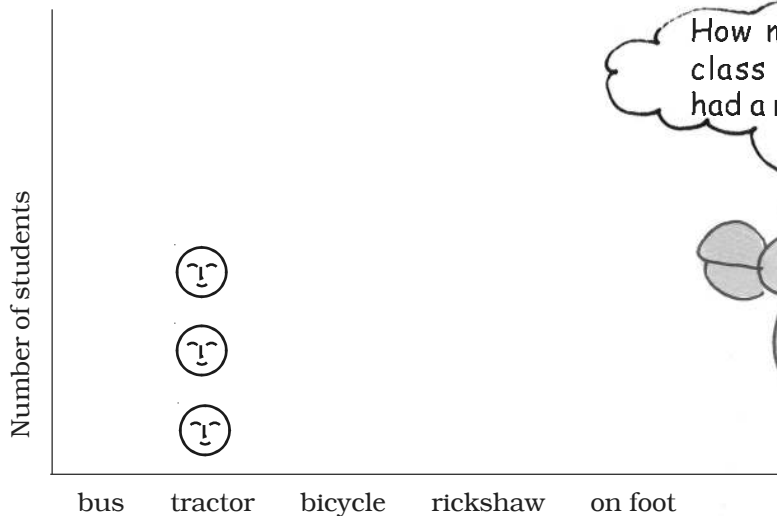 How
class
had a
Number of students
bus tractor bicycle rickshaw on foot